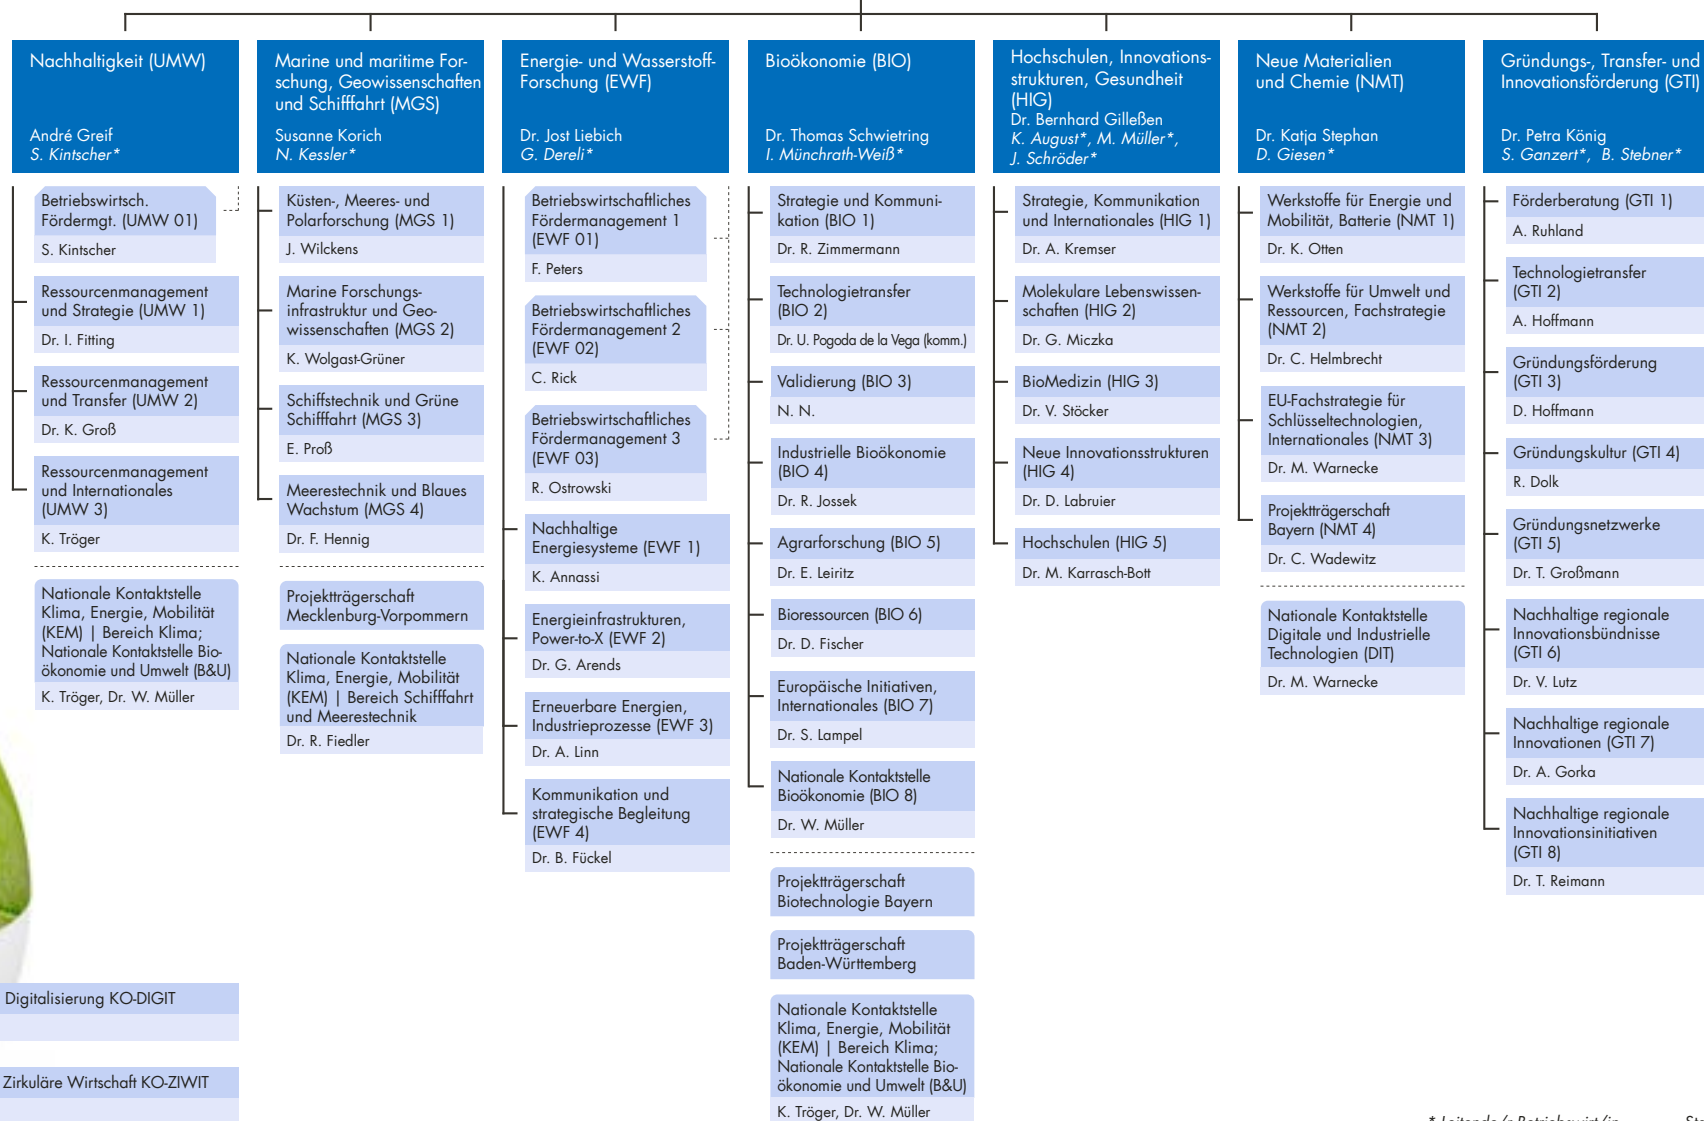 Nachhaltigkeit (UMW)
André Greif
S. Kintscher*
Betriebswirtsch.
Fördermgt. (UMW 01)
S. Kintscher
Ressourcenmanagement
und Strategie (UMW 1)
Dr. I. Fitting
Ressourcenmanagement
und Transfer (UMW 2)
Dr. K. Groß
Ressourcenmanagement
und Internationales
(UMW 3)
K. Tröger
Nationale Kontaktstelle
Klima, Energie, Mobilität
(KEM) | Bereich Klima;
Nationale Kontaktstelle Bio-
ökonomie und Umwelt (B&U)
K. Tröger, Dr. W. Müller
Digitalisierung KO-DIGIT
Zirkuläre Wirtschaft KO-ZIWIT
Marine und maritime For-
schung, Geowissenschaften
und Schifffahrt (MGS)
Susanne Korich
N. Kessler*
Küsten-, Meeres- und
Polarforschung (MGS 1)
J. Wilckens
Marine Forschungs-
infrastruktur und Geo-
wissenschaften (MGS 2)
K. Wolgast-Grüner
Schiffstechnik und Grüne
Schifffahrt (MGS 3)
E. Proß
Meerestechnik und Blaues
Wachstum (MGS 4)
Dr. F. Hennig
Projektträgerschaft
Mecklenburg-Vorpommern
Nationale Kontaktstelle
Klima, Energie, Mobilität
(KEM) | Bereich Schifffahrt
und Meerestechnik
Dr. R. Fiedler
Energie- und Wasserstoff-
Forschung (EWF)
Dr. Jost Liebich
G. Dereli*
Betriebswirtschaftliches
Fördermanagement 1
(EWF 01)
F. Peters
Betriebswirtschaftliches
Fördermanagement 2
(EWF 02)
C. Rick
Betriebswirtschaftliches
Fördermanagement 3
(EWF 03)
R. Ostrowski
Nachhaltige
Energiesysteme (EWF 1)
K. Annassi
Energieinfrastrukturen,
Power-to-X (EWF 2)
Dr. G. Arends
Erneuerbare Energien,
Industrieprozesse (EWF 3)
Dr. A. Linn
Kommunikation und
strategische Begleitung
(EWF 4)
Dr. B. Fückel
Bioökonomie (BIO)
Dr. Thomas Schwietring
I. Münchrath-Weiß*
Strategie und Kommuni-
kation (BIO 1)
Dr. R. Zimmermann
Technologietransfer
(BIO 2)
Dr. U. Pogoda de la Vega (komm.)
Validierung (BIO 3)
N. N.
Industrielle Bioökonomie
(BIO 4)
Dr. R. Jossek
Agrarforschung (BIO 5)
Dr. E. Leiritz
Bioressourcen (BIO 6)
Dr. D. Fischer
Europäische Initiativen,
Internationales (BIO 7)
Dr. S. Lampel
Nationale Kontaktstelle
Bioökonomie (BIO 8)
Dr. W. Müller
Projektträgerschaft
Biotechnologie Bayern
Projektträgerschaft
Baden-Württemberg
Nationale Kontaktstelle
Klima, Energie, Mobilität
(KEM) | Bereich Klima;
Nationale Kontaktstelle Bio-
ökonomie und Umwelt (B&U)
K. Tröger, Dr. W. Müller
Hochschulen, Innovations-
strukturen, Gesundheit
(HIG)
Dr. Bernhard Gilleßen
K. August*, M. Müller*,
J. Schröder*
Strategie, Kommunikation
und Internationales (HIG 1)
Dr. A. Kremser
Molekulare Lebenswissen-
schaften (HIG 2)
Dr. G. Miczka
BioMedizin (HIG 3)
Dr. V. Stöcker
Neue Innovationsstrukturen
(HIG 4)
Dr. D. Labruier
Hochschulen (HIG 5)
Dr. M. Karrasch-Bott
Neue Materialien
und Chemie (NMT)
Dr. Katja Stephan
D. Giesen*
Werkstoffe für Energie und
Mobilität, Batterie (NMT 1)
Dr. K. Otten
Werkstoffe für Umwelt und
Ressourcen, Fachstrategie
(NMT 2)
Dr. C. Helmbrecht
EU-Fachstrategie für
Schlüsseltechnologien,
Internationales (NMT 3)
Dr. M. Warnecke
Projektträgerschaft
Bayern (NMT 4)
Dr. C. Wadewitz
Nationale Kontaktstelle
Digitale und Industrielle
Technologien (DIT)
Dr. M. Warnecke
Gründungs-, Transfer- und
Innovationsförderung (GTI)
Dr. Petra König
S. Ganzert*, B. Stebner*
Förderberatung (GTI 1)
A. Ruhland
Technologietransfer
(GTI 2)
A. Hoffmann
Gründungsförderung
(GTI 3)
D. Hoffmann
Gründungskultur (GTI 4)
R. Dolk
Gründungsnetzwerke
(GTI 5)
Dr. T. Großmann
Nachhaltige regionale
Innovationsbündnisse
(GTI 6)
Dr. V. Lutz
Nachhaltige regionale
Innovationen (GTI 7)
Dr. A. Gorka
Nachhaltige regionale
Innovationsinitiativen
(GTI 8)
Dr. T. Reimann